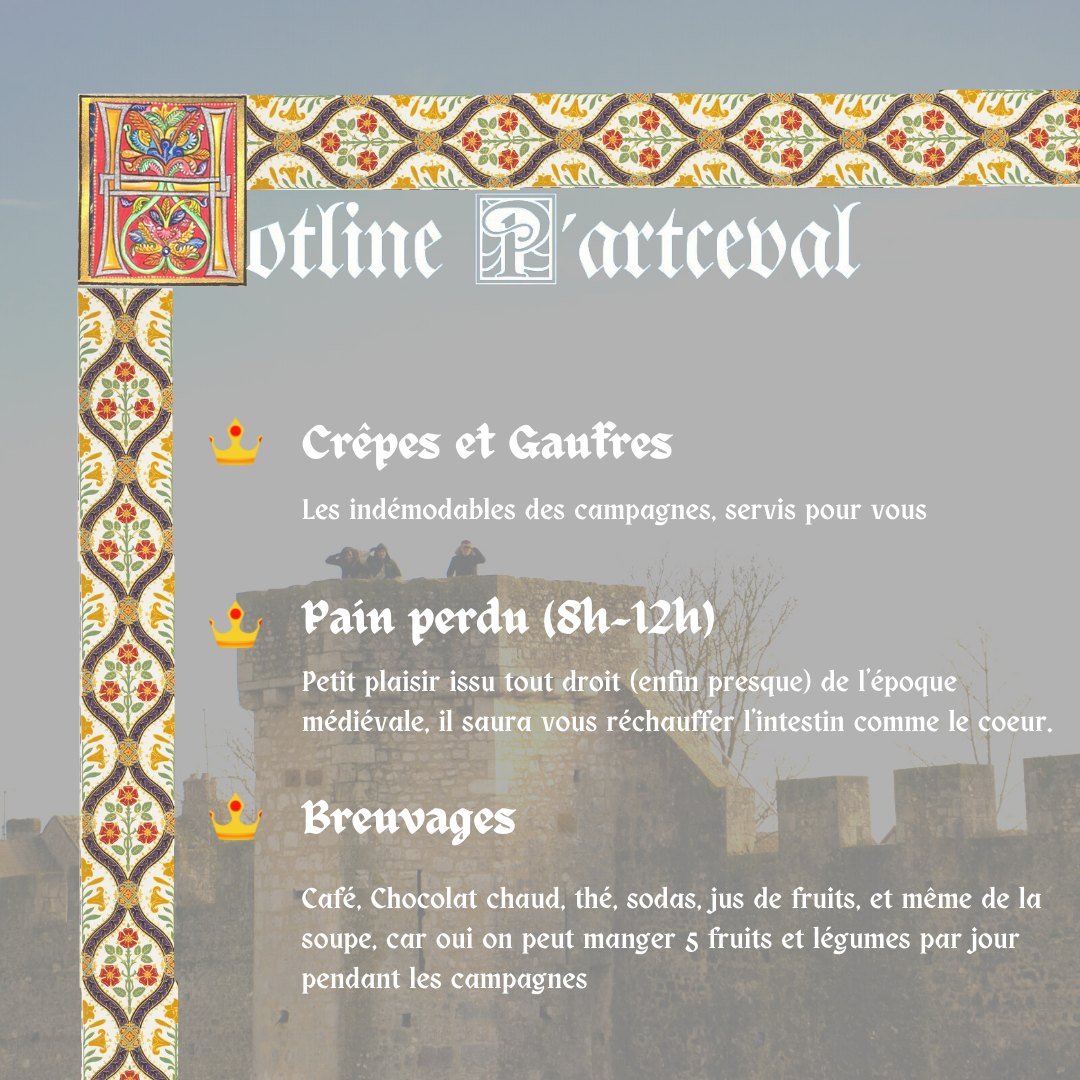 Hotline P'artceval
Crêpes et Gaufres
Les indémodables des campagnes, servis pour vous
Pain perdu (8h-12h)
Petit plaisir issu tout droit (enfin presque) de l'époque
médiévale, il saura vous réchauffer l'intestin comme le coeur.
Breuvages
Café, Chocolat chaud, thé, sodas, jus de fruits, et même de la
soupe, car oui on peut manger 5 fruits et légumes par jour
pendant les campagnes